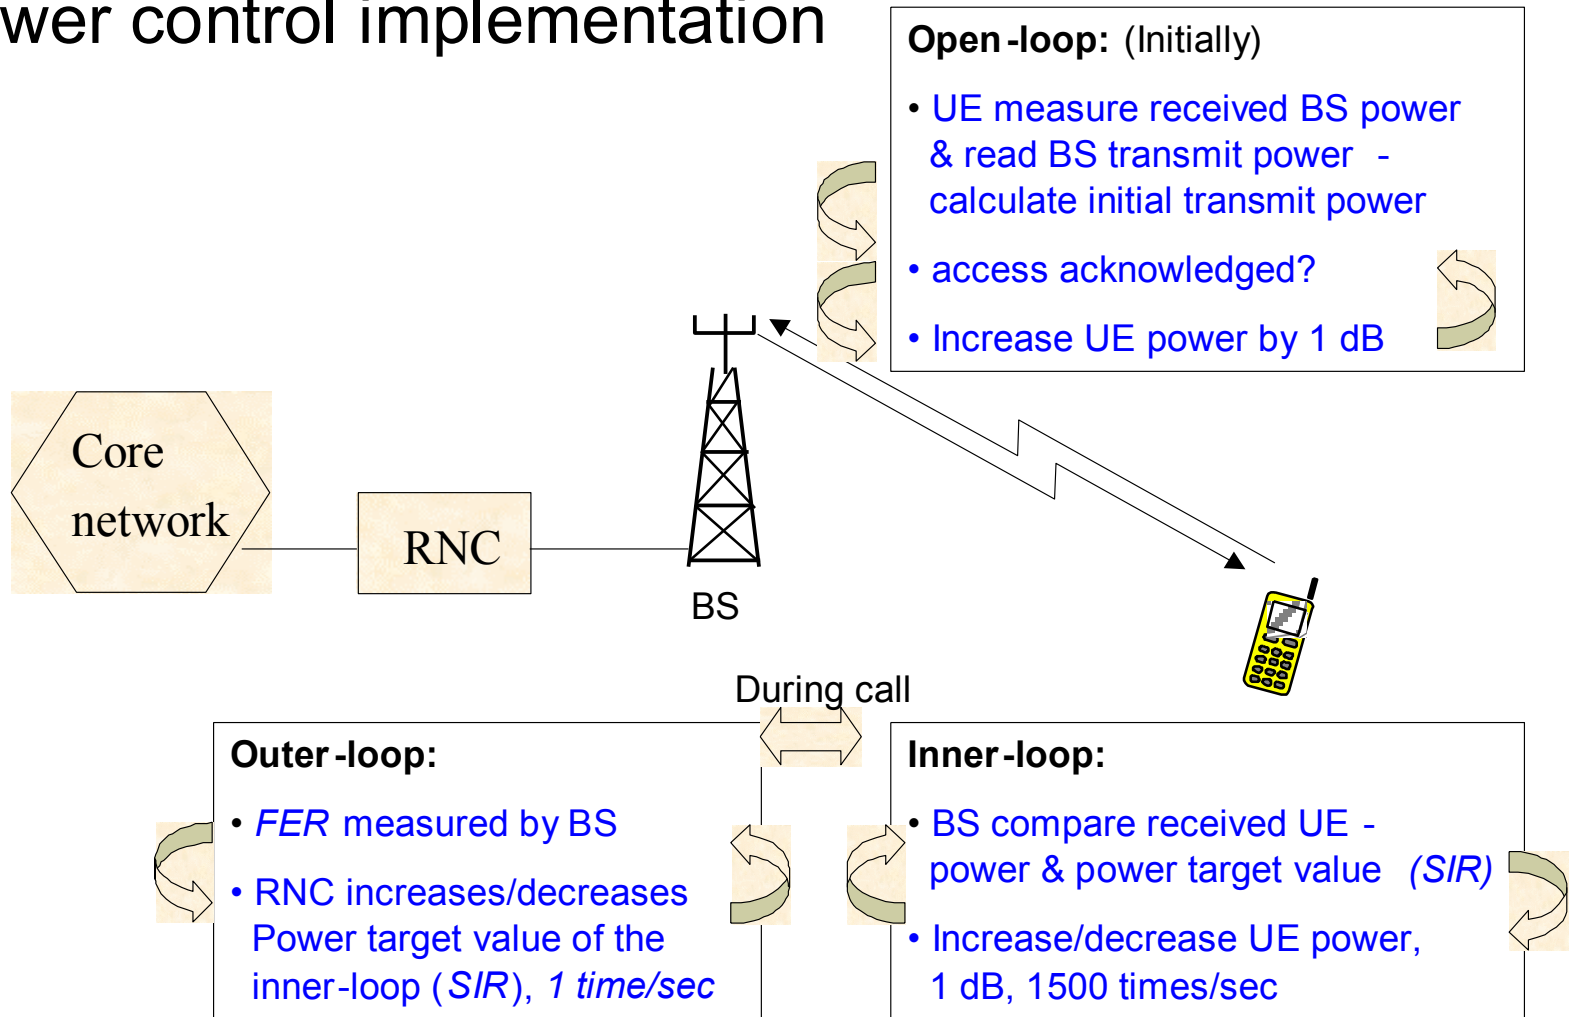 wer control implementation
Open-loop: (Initially)
• UE measure received BS power
& read BS transmit power -
calculate initial transmit power
• access acknowledged?
• Increase UE power by 1 dB
Core
network
RNC
BS
During call
Outer-loop:
• FER measured by BS
• RNC increases/decreases
Power target value of the
inner-loop (SIR), 1 time/sec
Inner-loop:
• BS compare received UE -
power & power target value (SIR)
• Increase/decrease UE power,
1 dB, 1500 times/sec